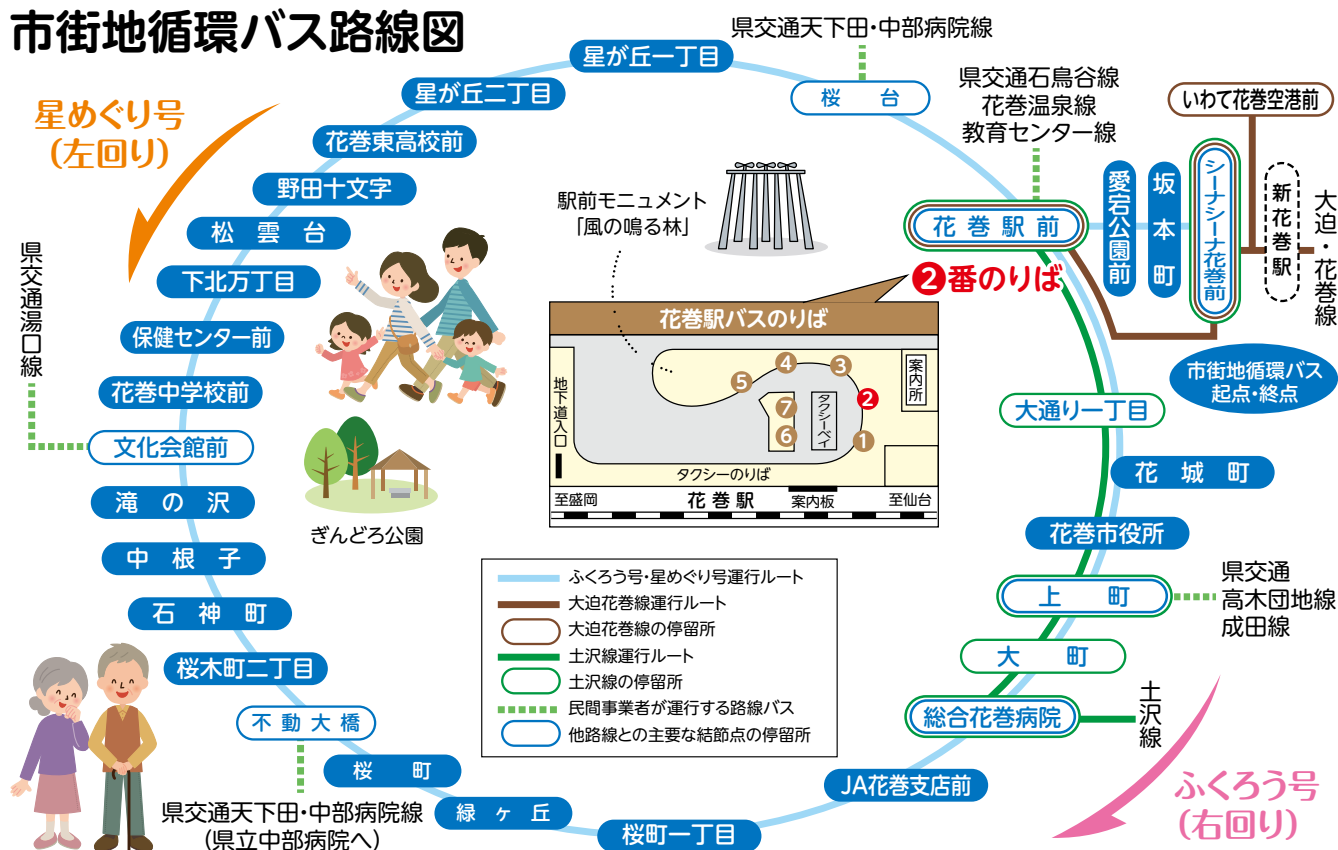 市街地循環バス路線図
星めぐり号
(左回り)
県交通天下田・中部病院線
県交通石鳥谷線
花巻温泉線
教育センター線
いわて花巻空港前
星が丘一丁目
桜台
星が丘二丁目
花巻東高校前
野田十文字
松雲台
下北万丁目
保健センター前
花巻中学校前
文化会館前
県交通湯口線
滝の沢
中根子
石神町
桜木町二丁目
不動大橋
県交通天下田・中部病院線
(県立中部病院へ)
桜町
緑ヶ丘
桜町一丁目
JA花巻支店前
総合花巻病院
土沢線
大町
上町
県交通
高木団地線
成田線
花巻市役所
花城町
大通り一丁目
花巻駅前
②番のりば
愛宕公園前
坂本町
シーナシーナ花巻前
新花巻駅
大迫・花巻線
市街地循環バス
起点・終点
ふくろう号
(右回り)
駅前モニュメント
「風の鳴る林」
花巻駅バスのりば
地下道入口
⑤
④
③
②
①
⑦
⑥
タクシーベイ
案内所
タクシーのりば
至盛岡
花巻駅
案内板
至仙台
ぎんどろ公園
ふくろう号・星めぐり号運行ルート
大迫花巻線運行ルート
大迫花巻線の停留所
土沢線運行ルート
土沢線の停留所
民間事業者が運行する路線バス
他路線との主要な結節点の停留所